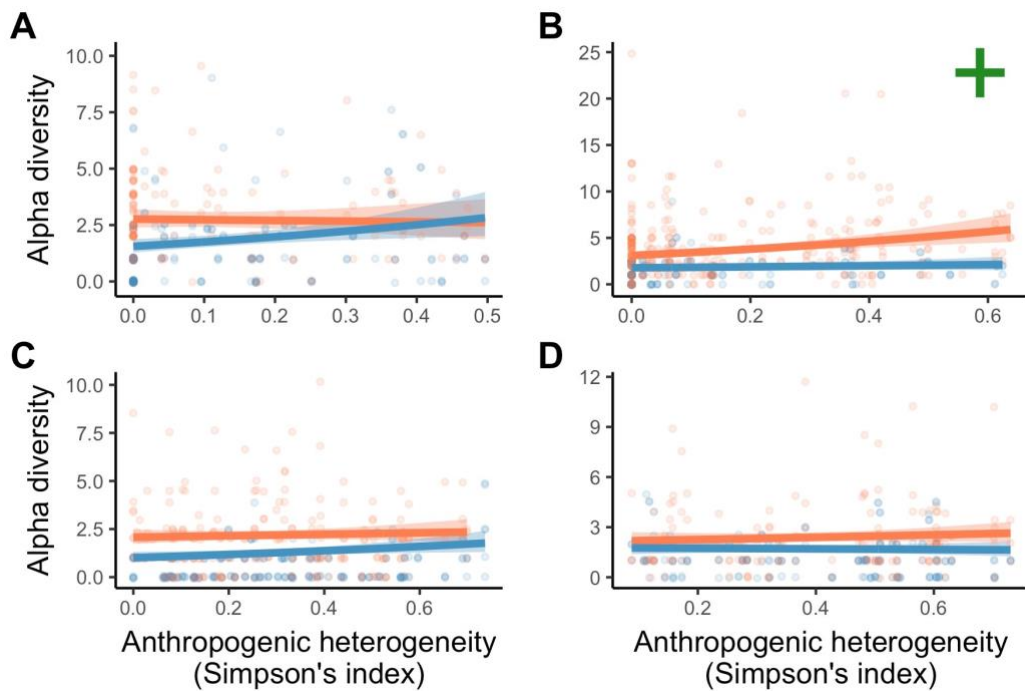 A
B
Alpha diversity
10.0
7.5
5.0
2.5
0.0
0.0 0.1 0.2 0.3 0.4 0.5
25
20
15
10
5
0
0.0 0.2 0.4 0.6
C
D
Alpha diversity
10.0
7.5
5.0
2.5
0.0
0.0 0.2 0.4 0.6
Anthropogenic heterogeneity
(Simpson's index)
12
9
6
3
0
0.2 0.4 0.6
Anthropogenic heterogeneity
(Simpson's index)